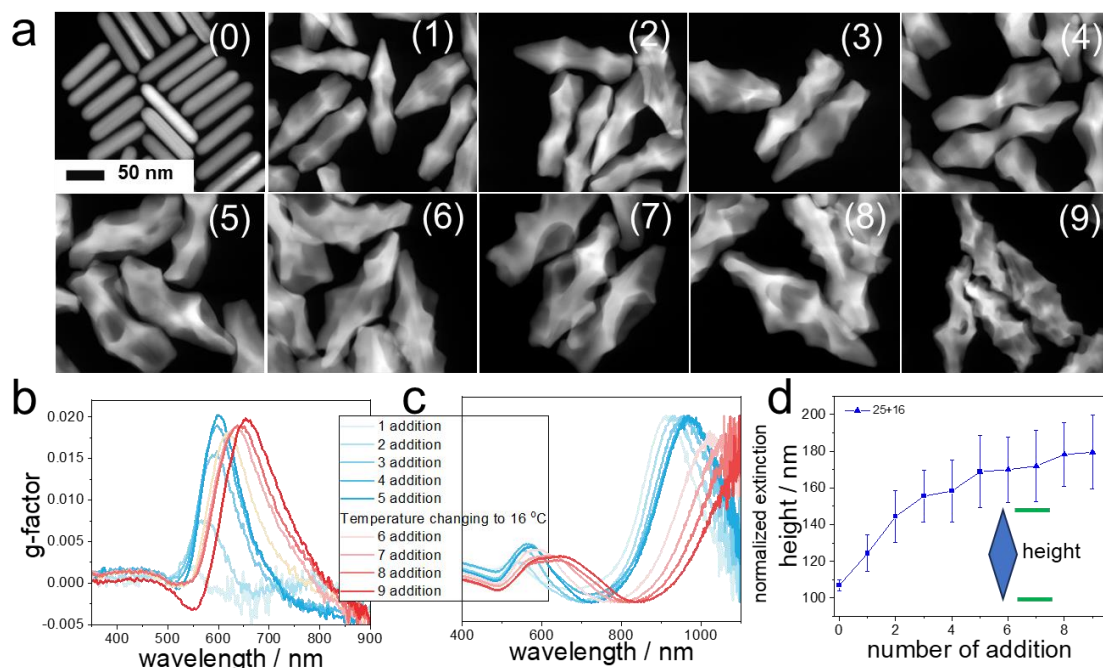 a
(0)
(1)
(2)
(3)
(4)
50 nm
(5)
(6)
(7)
(8)
(9)
b
0.020
0.015
0.010
0.005
0.000
-0.005
g-factor
400 500 600 700 800 900
wavelength / nm
c
1 addition
2 addition
3 addition
4 addition
5 addition
Temperature changing to 16 °C
6 addition
7 addition
8 addition
9 addition
400 600 800 1000
wavelength / nm
normalized extinction
d
25+16
200
180
160
140
120
100
height / nm
height
0 2 4 6 8
number of addition